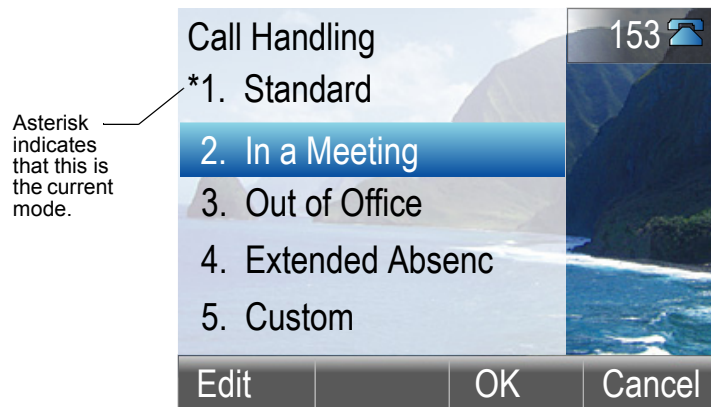 Call Handling
153
*1. Standard
Asterisk
indicates
that this is
the current
mode.
2. In a Meeting
3. Out of Office
4. Extended Absenc
5. Custom
Edit OK Cancel